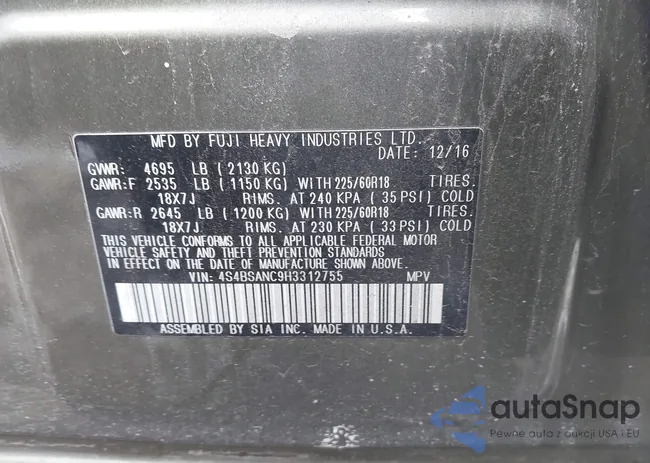 MFD BY FUJI HEAVY INDUSTRIES LTD.
DATE: 12/16
GVWR: 4695 LB (2130 KG)
GAWR:F 2535 LB (1150 KG) WITH 225/60R18 TIRES.
18X7J RIMS. AT 240 KPA (35 PSI) COLD
GAWR:R 2645 LB (1200 KG) WITH 225/60R18 TIRES.
18X7J RIMS. AT 230 KPA (33 PSI) COLD
THIS VEHICLE CONFORMS TO ALL APPLICABLE FEDERAL MOTOR
VEHICLE SAFETY AND THEFT PREVENTION STANDARDS
IN EFFECT ON THE DATE OF MANUFACTURE SHOWN ABOVE.
VIN: 4S4BSANC9H3312755 MPV
ASSEMBLED BY SIA INC. MADE IN U.S.A.
autaSnap
Pewne auta z aukcji USA i EU